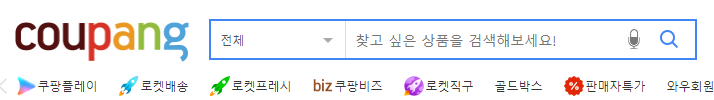 coupang
전체 찾고 싶은 상품을 검색해보세요!
쿠팡플레이 로켓배송 로켓프레시 biz 쿠팡비즈 로켓직구 골드박스 판매자특가 와우회원